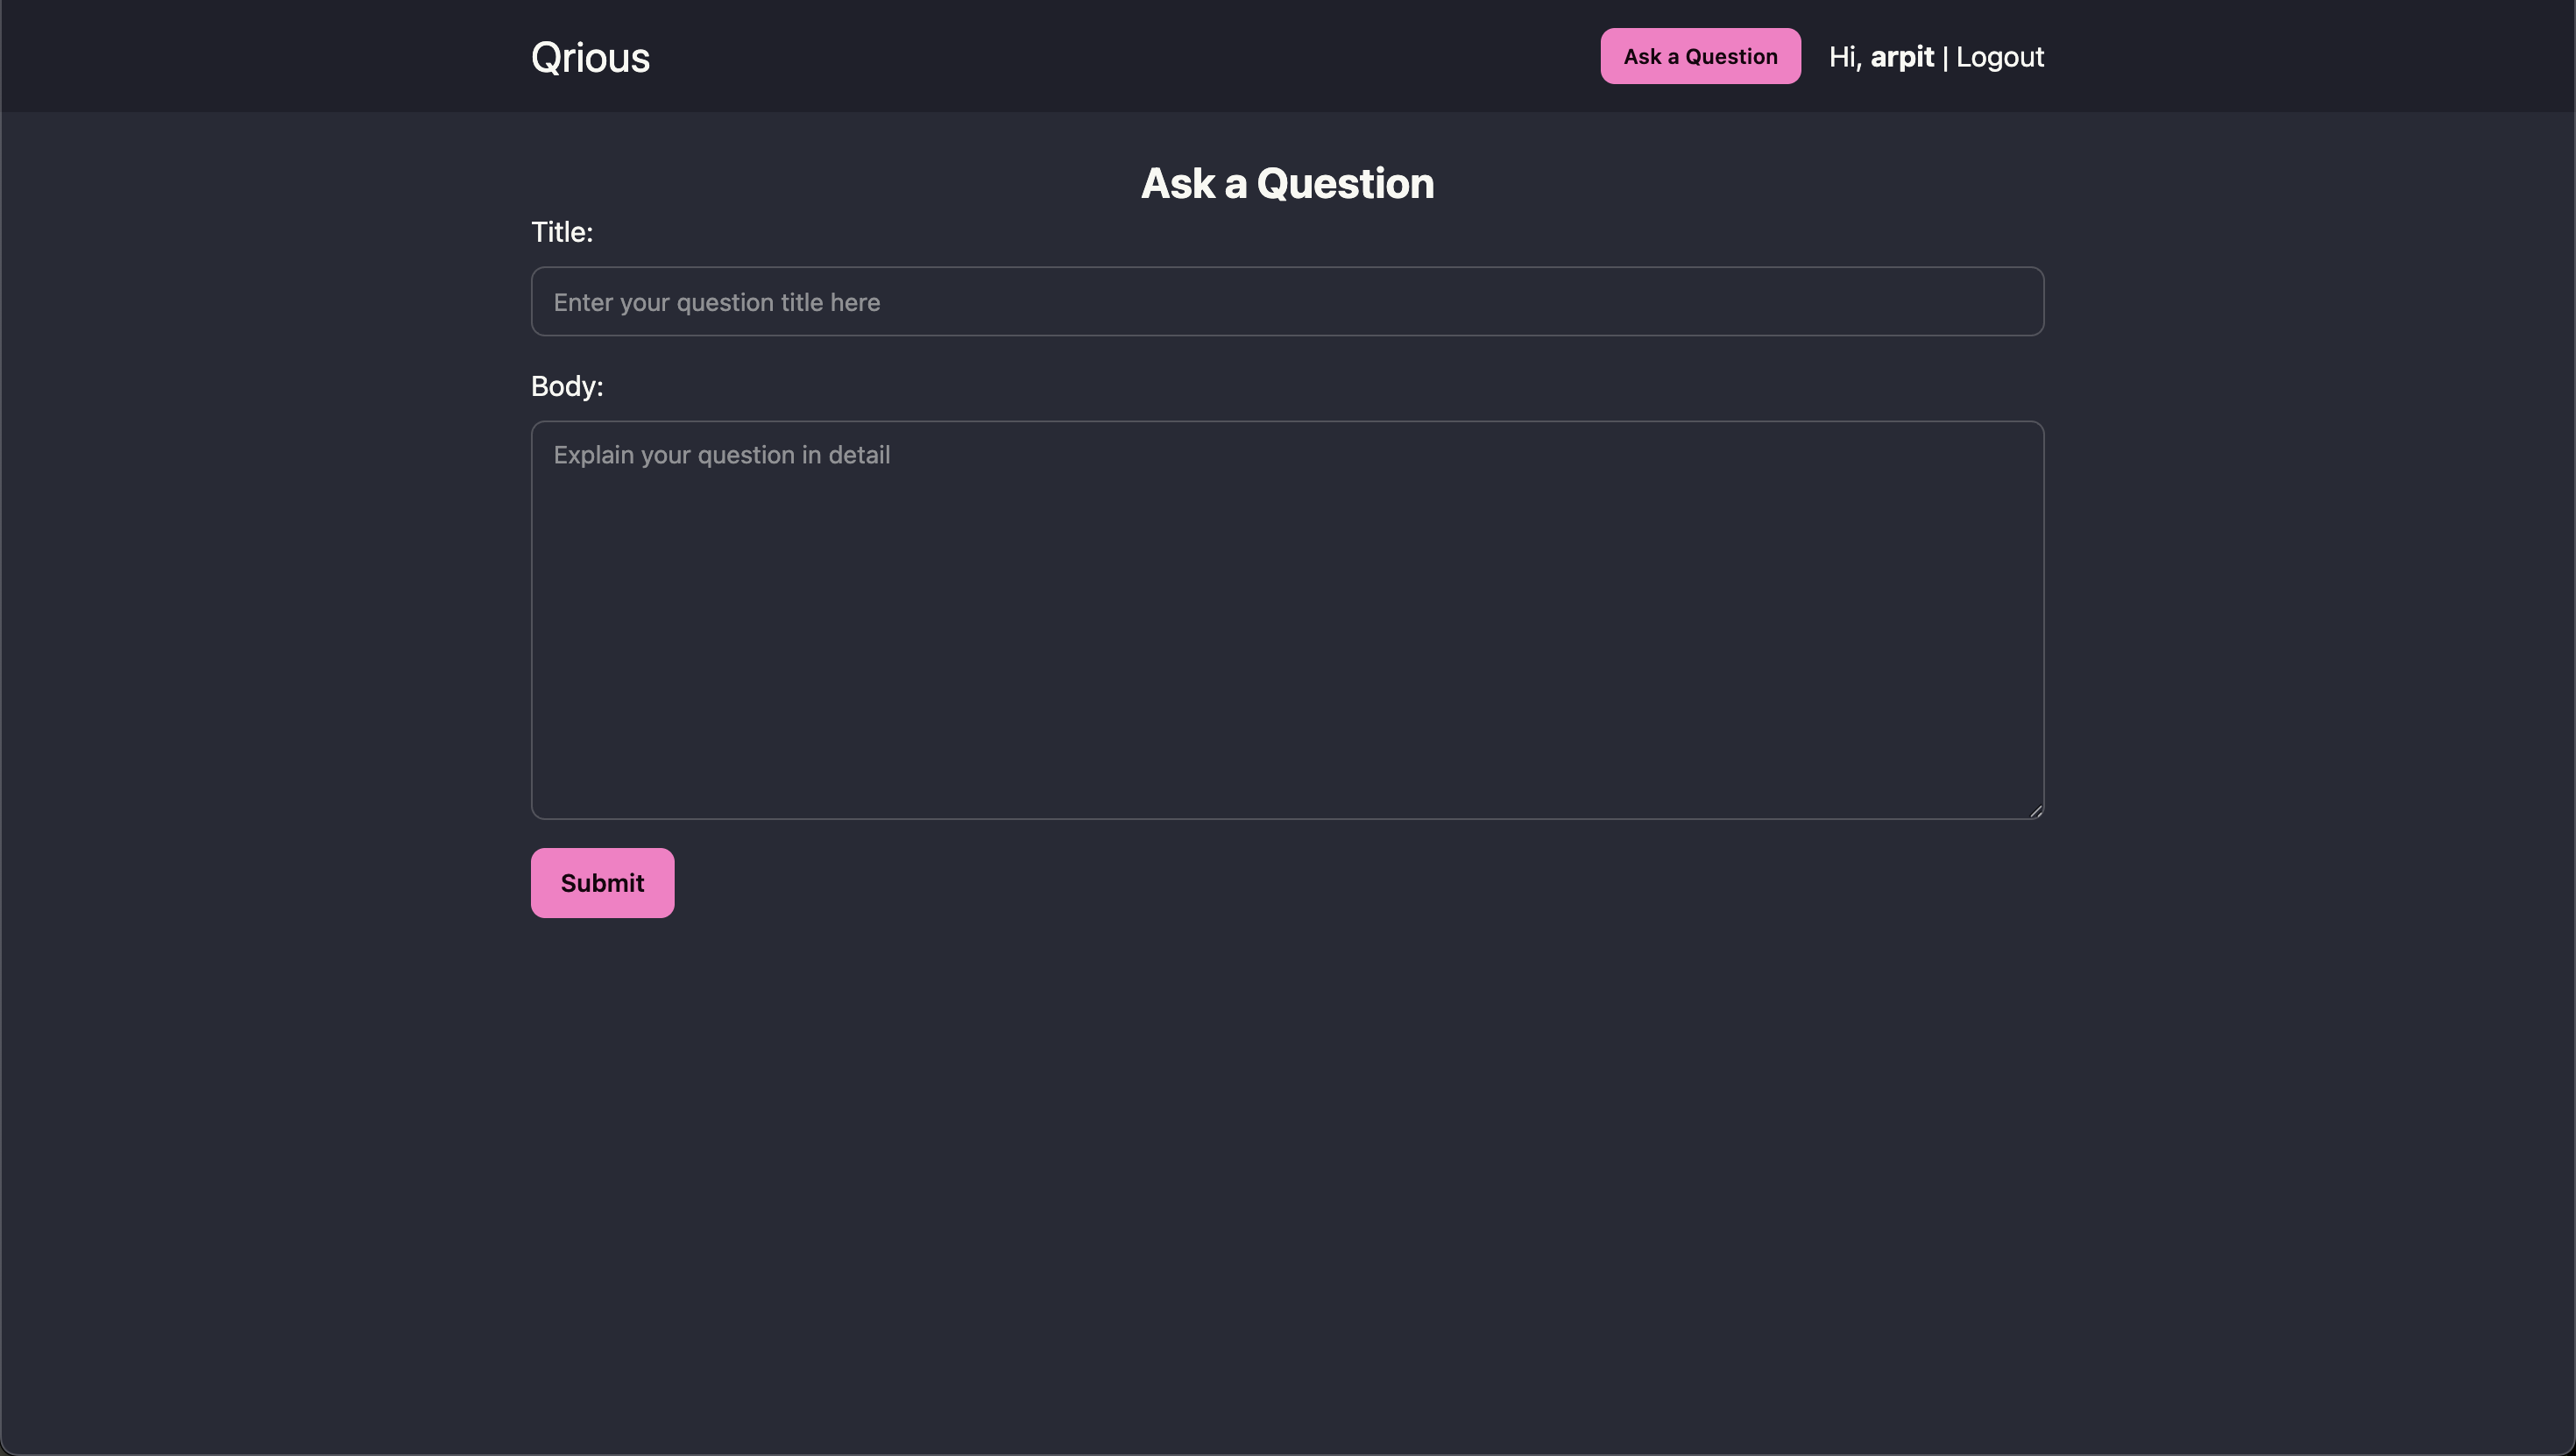 Qrious
Ask a Question
Hi, arpit | Logout
Ask a Question
Title:
Enter your question title here
Body:
Explain your question in detail
Submit